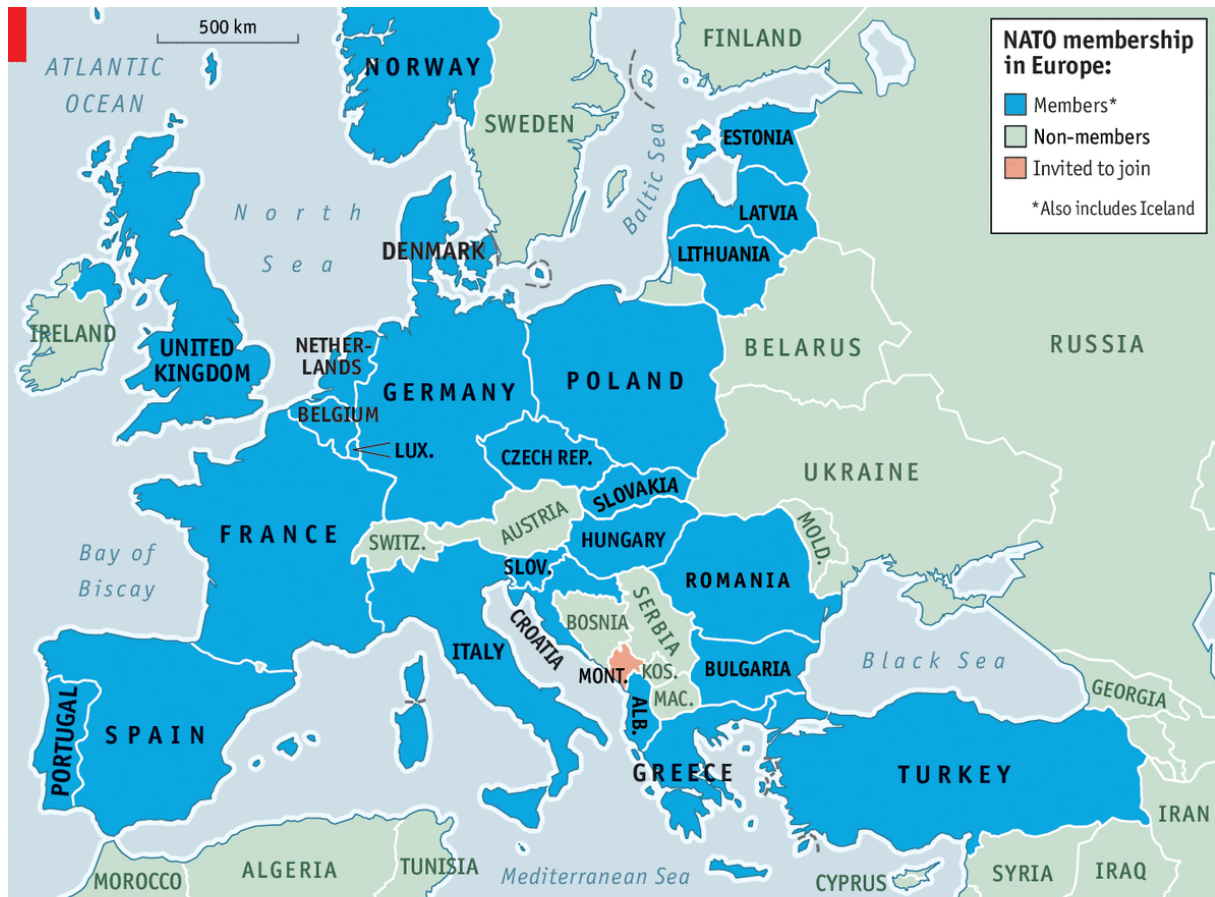 500 km
ATLANTIC
OCEAN
NORWAY
FINLAND
NATO membership
in Europe:
Members*
Non-members
Invited to join
*Also includes Iceland
SWEDEN
ESTONIA
Baltic Sea
LATVIA
North
Sea
DENMARK
LITHUANIA
IRELAND
UNITED
KINGDOM
NETHER-
LANDS
BELARUS
RUSSIA
GERMANY
POLAND
BELGIUM
LUX.
CZECH REP.
UKRAINE
SLOVAKIA
FRANCE
SWITZ.
AUSTRIA
HUNGARY
MOLD.
Bay of
Biscay
SLOV.
ROMANIA
CROATIA
BOSNIA
SERBIA
ITALY
MONT.
KOS.
BULGARIA
Black Sea
MAC.
ALB.
GEORGIA
PORTUGAL
SPAIN
GREECE
TURKEY
IRAN
MOROCCO
ALGERIA
TUNISIA
Mediterranean Sea
CYPRUS
SYRIA
IRAQ